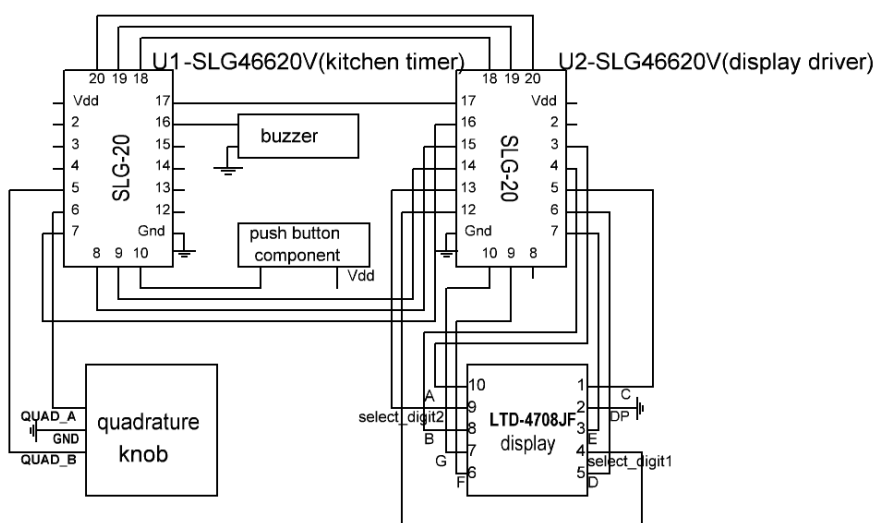 U1-SLG46620V(kitchen timer)
U2-SLG46620V(display driver)
20 19 18
18 19 20
Vdd 17
17 Vdd
2 16
16 2
3 15
15 3
4 14
14 4
5 13
13 5
6 12
12 6
7 Gnd
Gnd 7
8 9 10
10 9 8
SLG-20
SLG-20
buzzer
push button
component
Vdd
QUAD_A
GND
QUAD_B
quadrature
knob
A
select_digit2
B
G
F
10 1
9 2
8 3
7 4
6 5
LTD-4708JF
display
C
DP
E
select_digit1
D